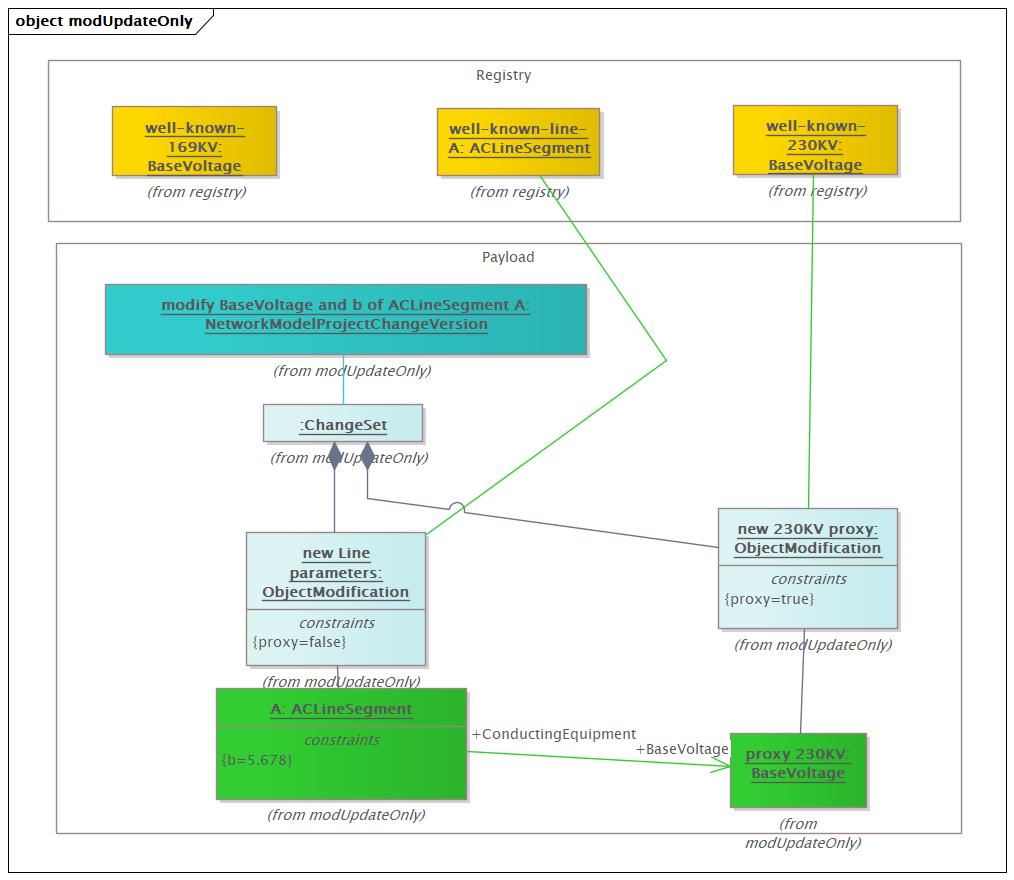 object modUpdateOnly
Registry
well-known-
169KV:
BaseVoltage
(from registry)
well-known-line-
A: ACLineSegment
(from registry)
well-known-
230KV:
BaseVoltage
(from registry)
Payload
modify BaseVoltage and b of ACLineSegment A:
NetworkModelProjectChangeVersion
(from modUpdateOnly)
:ChangeSet
(from modUpdateOnly)
new Line
parameters:
ObjectModification
constraints
{proxy=false}
(from modUpdateOnly)
new 230KV proxy:
ObjectModification
constraints
{proxy=true}
(from modUpdateOnly)
A: ACLineSegment
constraints
{b=5.678}
(from modUpdateOnly)
+ConductingEquipment
+BaseVoltage
proxy 230KV:
BaseVoltage
(from
modUpdateOnly)